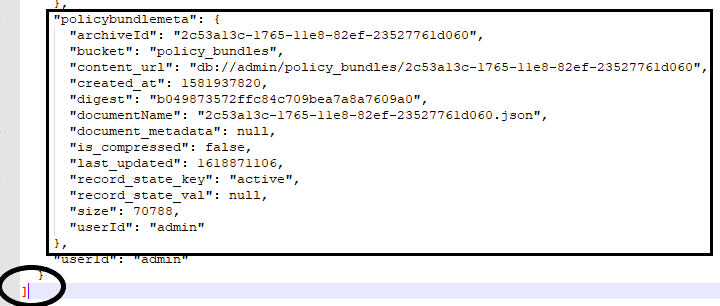 },
"policybundlemeta": {
"archiveId": "2c53a13c-1765-11e8-82ef-23527761d060",
"bucket": "policy_bundles",
"content_url": "db://admin/policy_bundles/2c53a13c-1765-11e8-82ef-23527761d060",
"created_at": 1581937820,
"digest": "b049873572ffc84c709bea7a8a7609a0",
"documentName": "2c53a13c-1765-11e8-82ef-23527761d060.json",
"document_metadata": null,
"is_compressed": false,
"last_updated": 1618871106,
"record_state_key": "active",
"record_state_val": null,
"size": 70788,
"userId": "admin"
},
"userId": "admin"
}
]